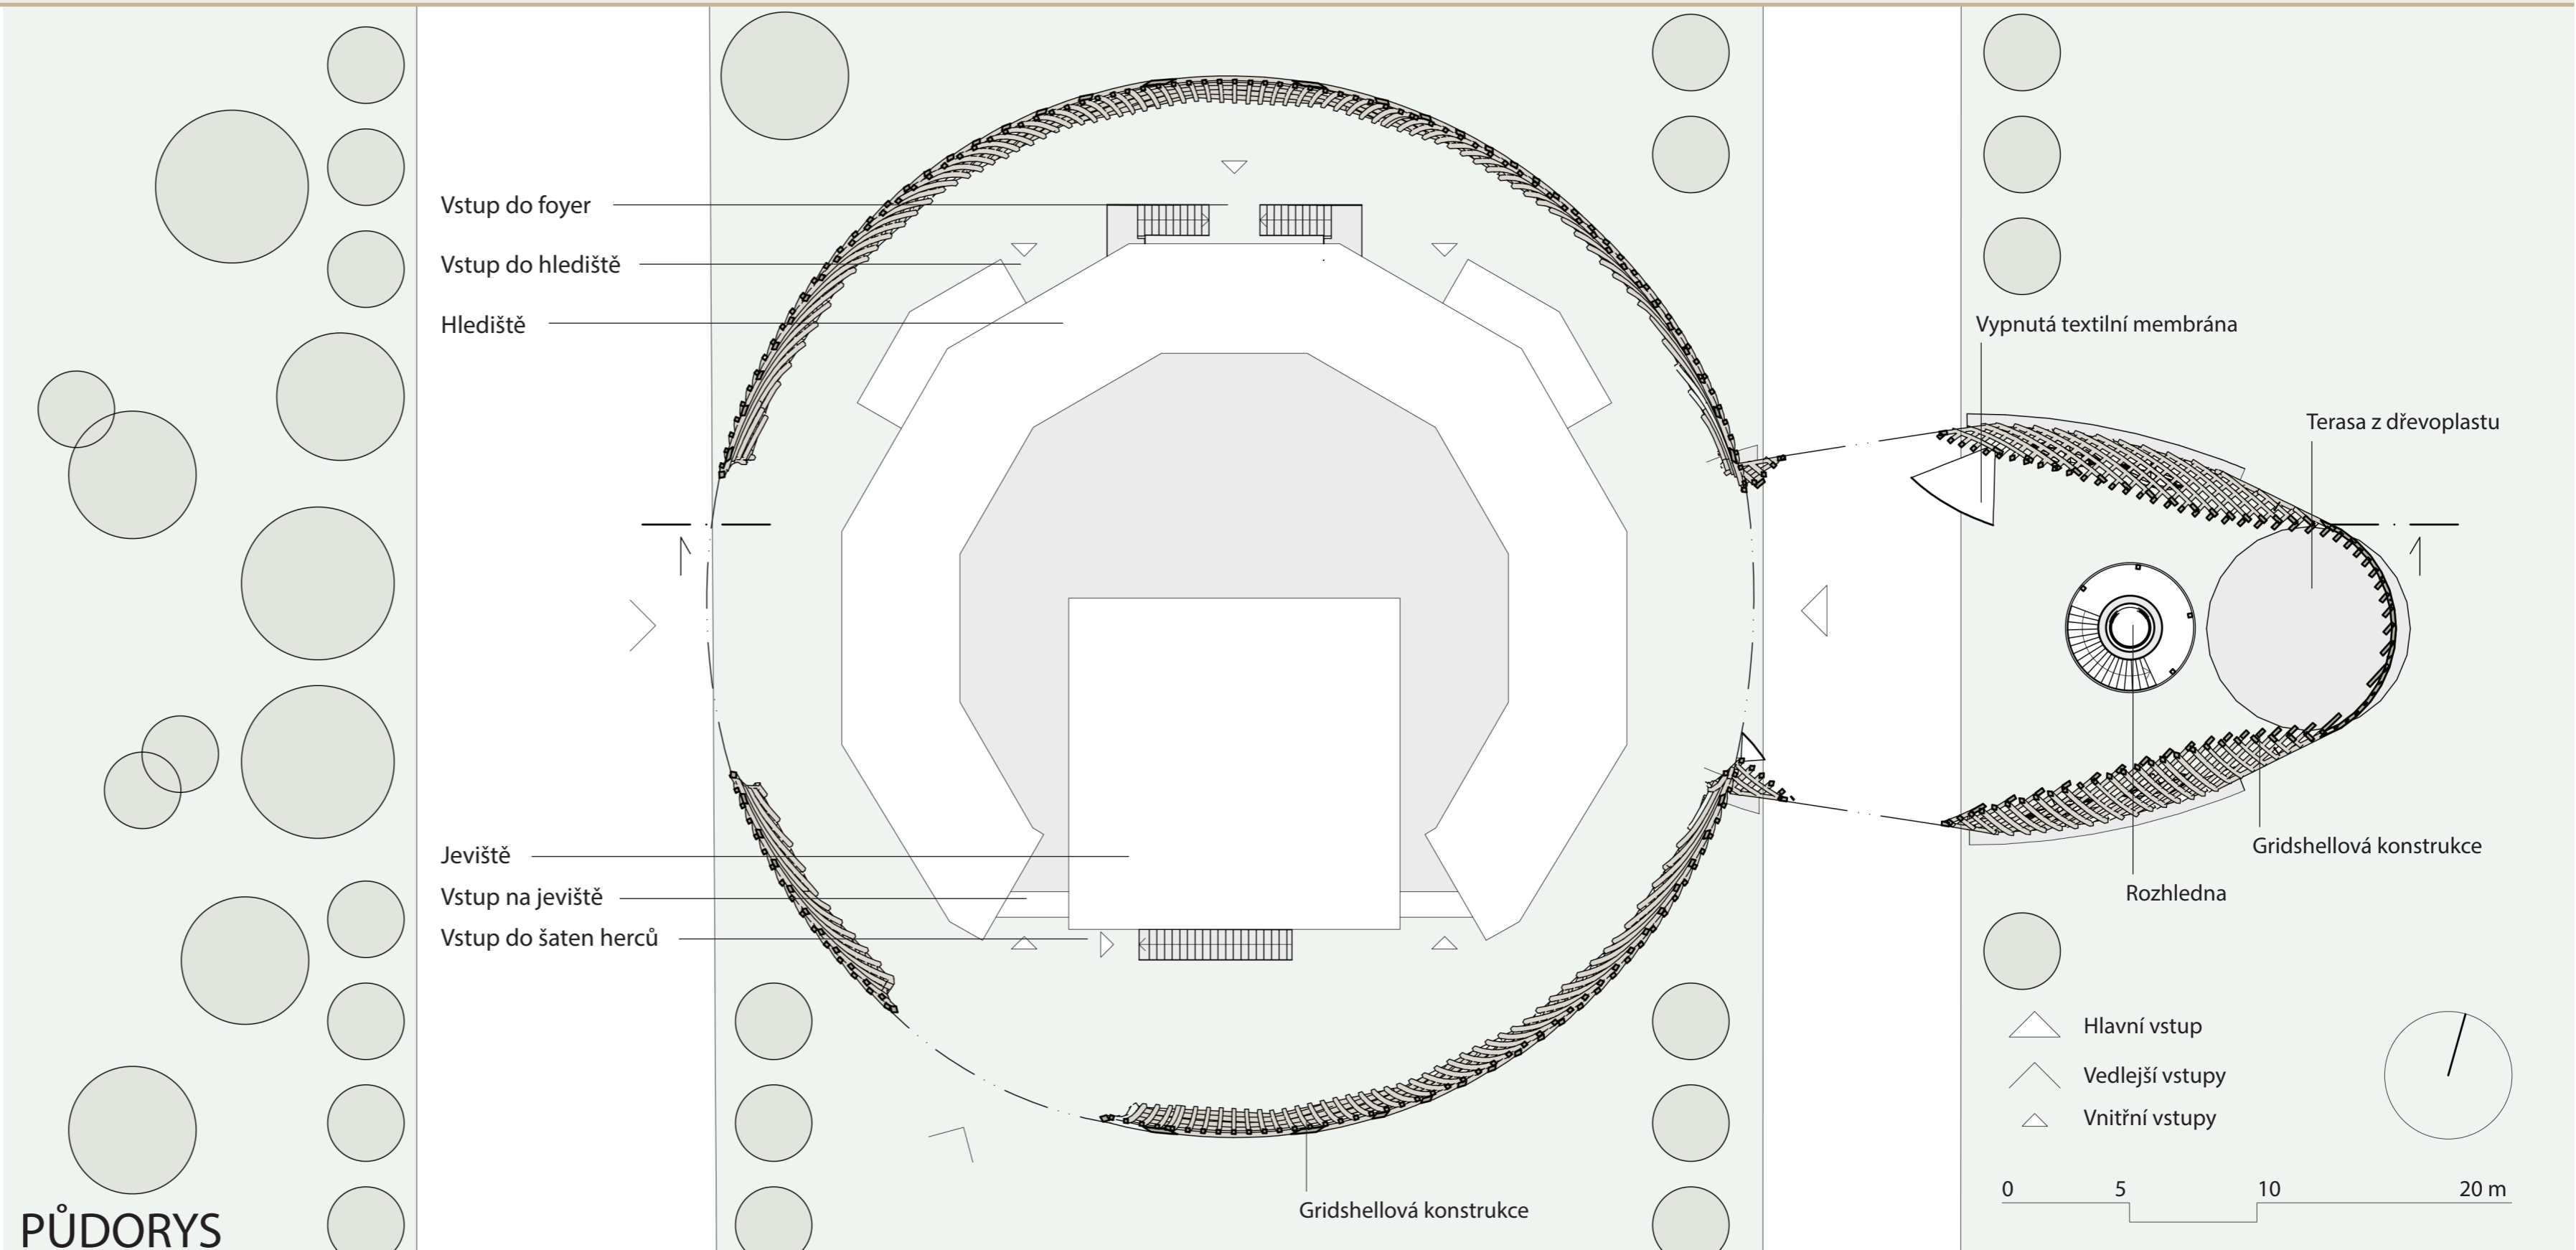 Vstup do foyer
Vstup do hlediště
Hlediště
Vypnutá textilní membrána
Terasa z dřevoplastu
Jeviště
Vstup na jeviště
Vstup do šaten herců
Gridshellová konstrukce
Rozhledna
Hlavní vstup
Vedlejší vstupy
Vnitřní vstupy
0 5 10 20 m
Gridshellová konstrukce
PŮDORYS